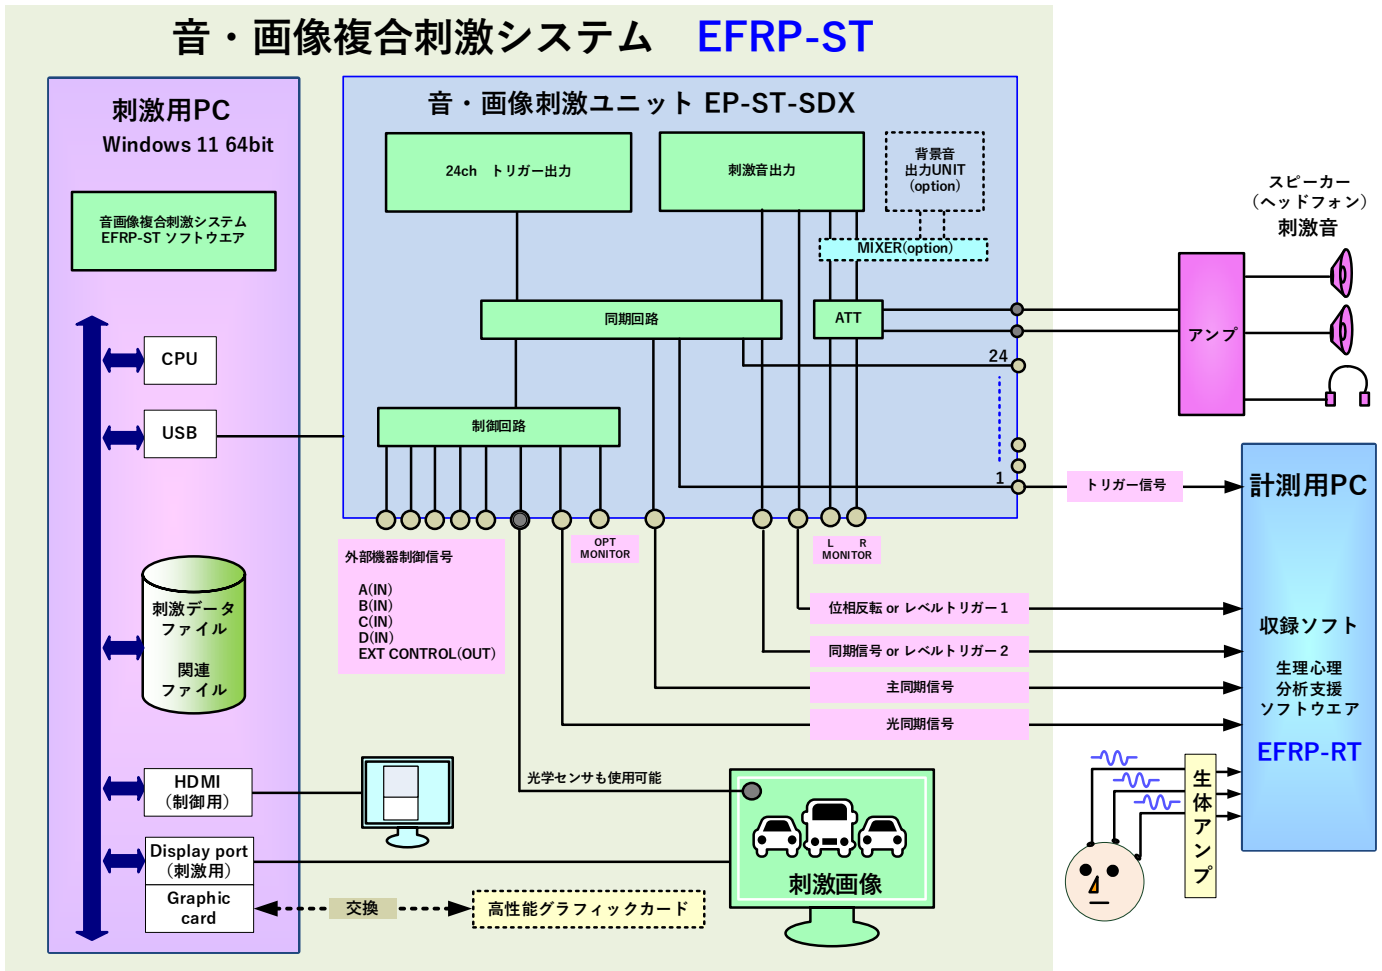 音・画像複合刺激システム EFRP-ST
刺激用PC
Windows 11 64bit
音画像複合刺激システム
EFRP-ST ソフトウエア
CPU
USB
刺激データ
ファイル
関連
ファイル
HDMI
（制御用）
Display port
（刺激用）
Graphic
card
交換
高性能グラフィックカード
音・画像刺激ユニット EP-ST-SDX
24ch トリガー出力
刺激音出力
背景音
出力UNIT
(option)
MIXER(option)
同期回路
ATT
制御回路
24
1
外部機器制御信号
A(IN)
B(IN)
C(IN)
D(IN)
EXT CONTROL(OUT)
OPT
MONITOR
L R
MONITOR
トリガー信号
位相反転 or レベルトリガー 1
同期信号 or レベルトリガー 2
主同期信号
光同期信号
光学センサも使用可能
刺激画像
スピーカー
（ヘッドフォン）
刺激音
アンプ
計測用PC
収録ソフト
生理心理
分析支援
ソフトウエア
EFRP-RT
生体アンプ